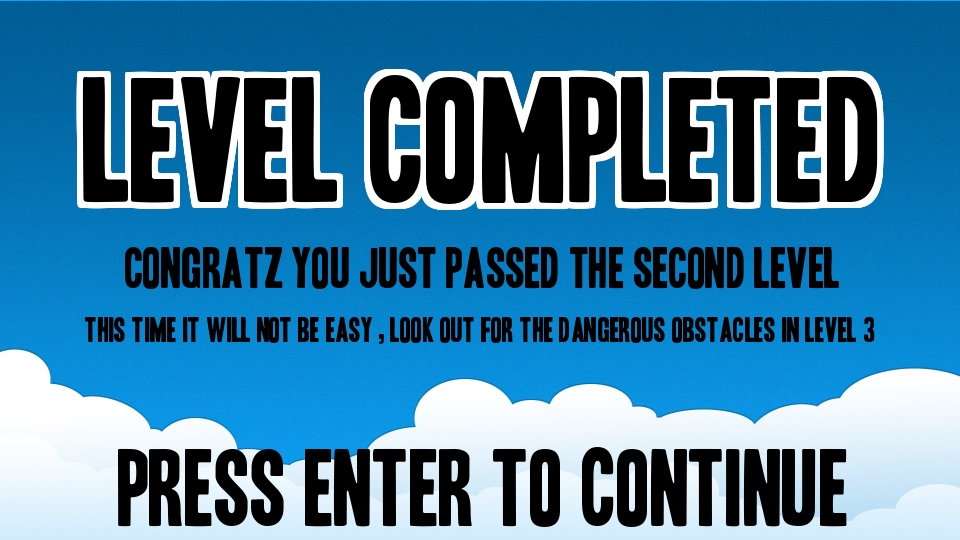 LEVEL COMPLETED
CONGRATZ YOU JUST PASSED THE SECOND LEVEL
THIS TIME IT WILL NOT BE EASY , LOOK OUT FOR THE DANGEROUS OBSTACLES IN LEVEL 3
PRESS ENTER TO CONTINUE